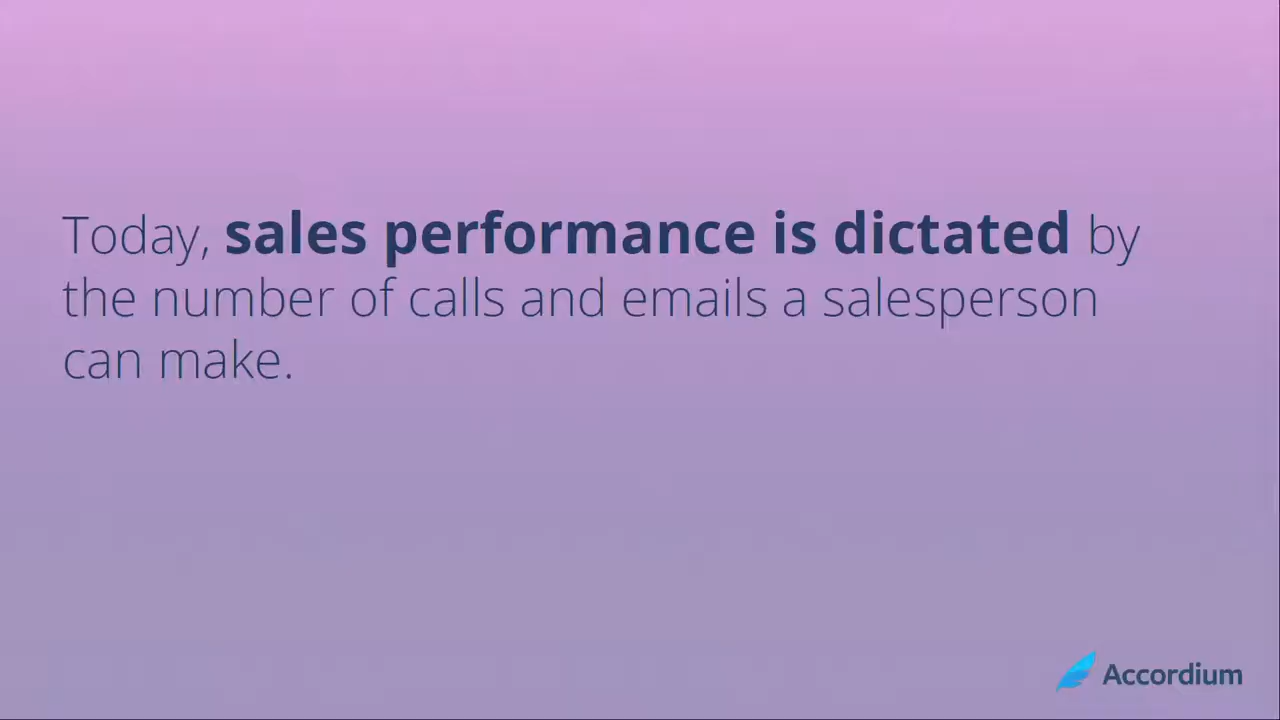 Today, sales performance is dictated by
the number of calls and emails a salesperson
can make.
Accordium